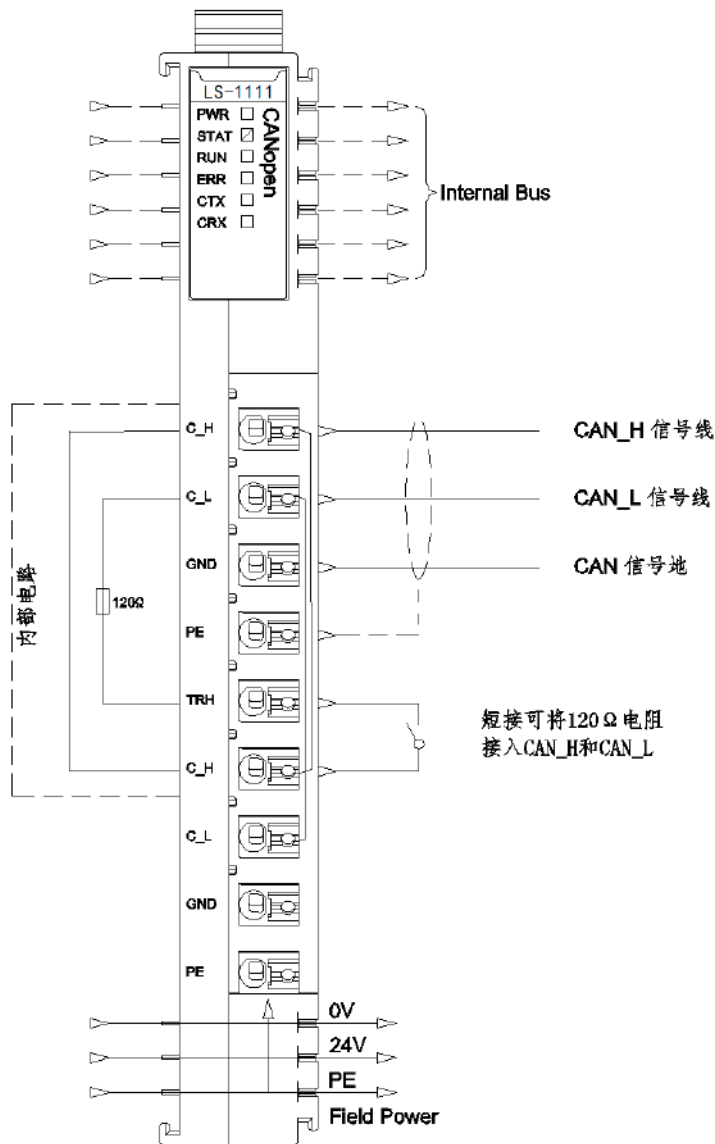 LS-1111
PWR
STAT
RUN
ERR
CTX
CRX
CANopen
Internal Bus
C_H
CAN_H 信号线
C_L
CAN_L 信号线
GND
CAN 信号地
内部电路
120Ω
PE
TRH
短接可将120Ω电阻
接入CAN_H和CAN_L
C_H
C_L
GND
PE
0V
24V
PE
Field Power